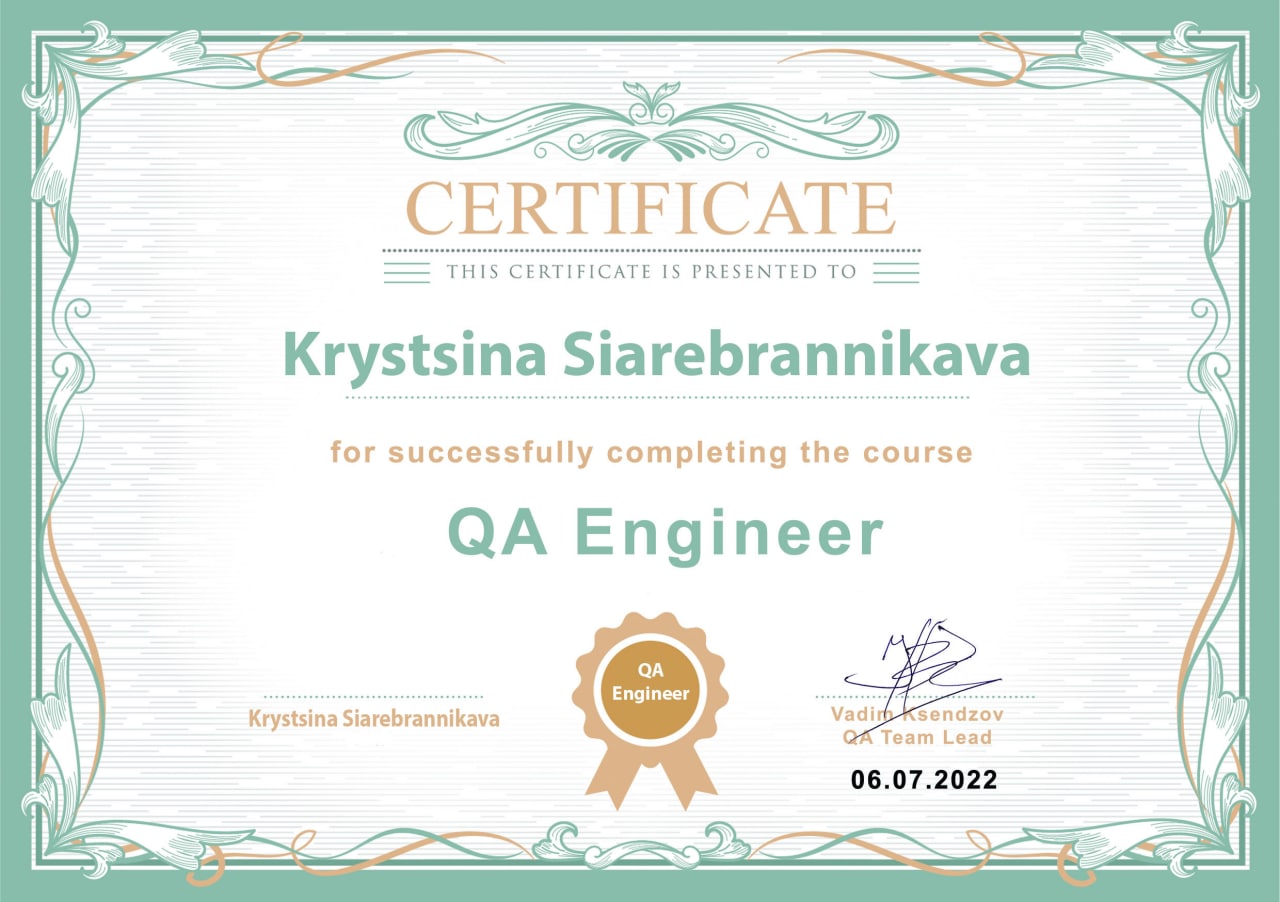 CERTIFICATE
THIS CERTIFICATE IS PRESENTED TO
Krystsina Siarebrannikava
for successfully completing the course
QA Engineer
QA
Engineer
Krystsina Siarebrannikava
Vadim Ksendzov
QA Team Lead
06.07.2022